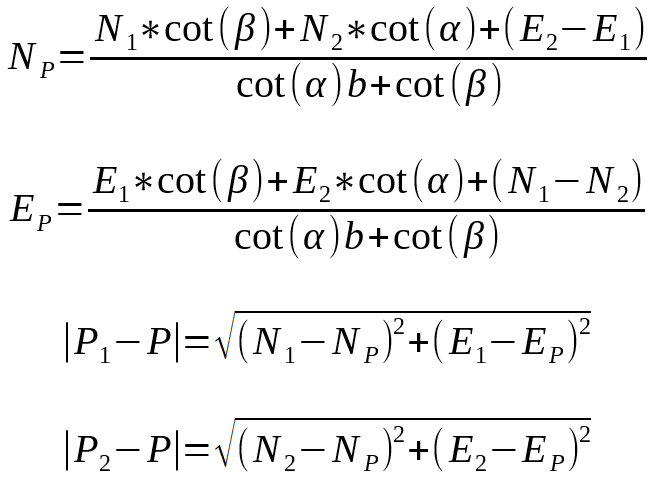 N_P = (N_1*cot(β)+N_2*cot(α)+(E_2−E_1)) / (cot(α)b+cot(β))
E_P = (E_1*cot(β)+E_2*cot(α)+(N_1−N_2)) / (cot(α)b+cot(β))
|P_1−P|=√((N_1−N_P)^2+(E_1−E_P)^2)
|P_2−P|=√((N_2−N_P)^2+(E_2−E_P)^2)